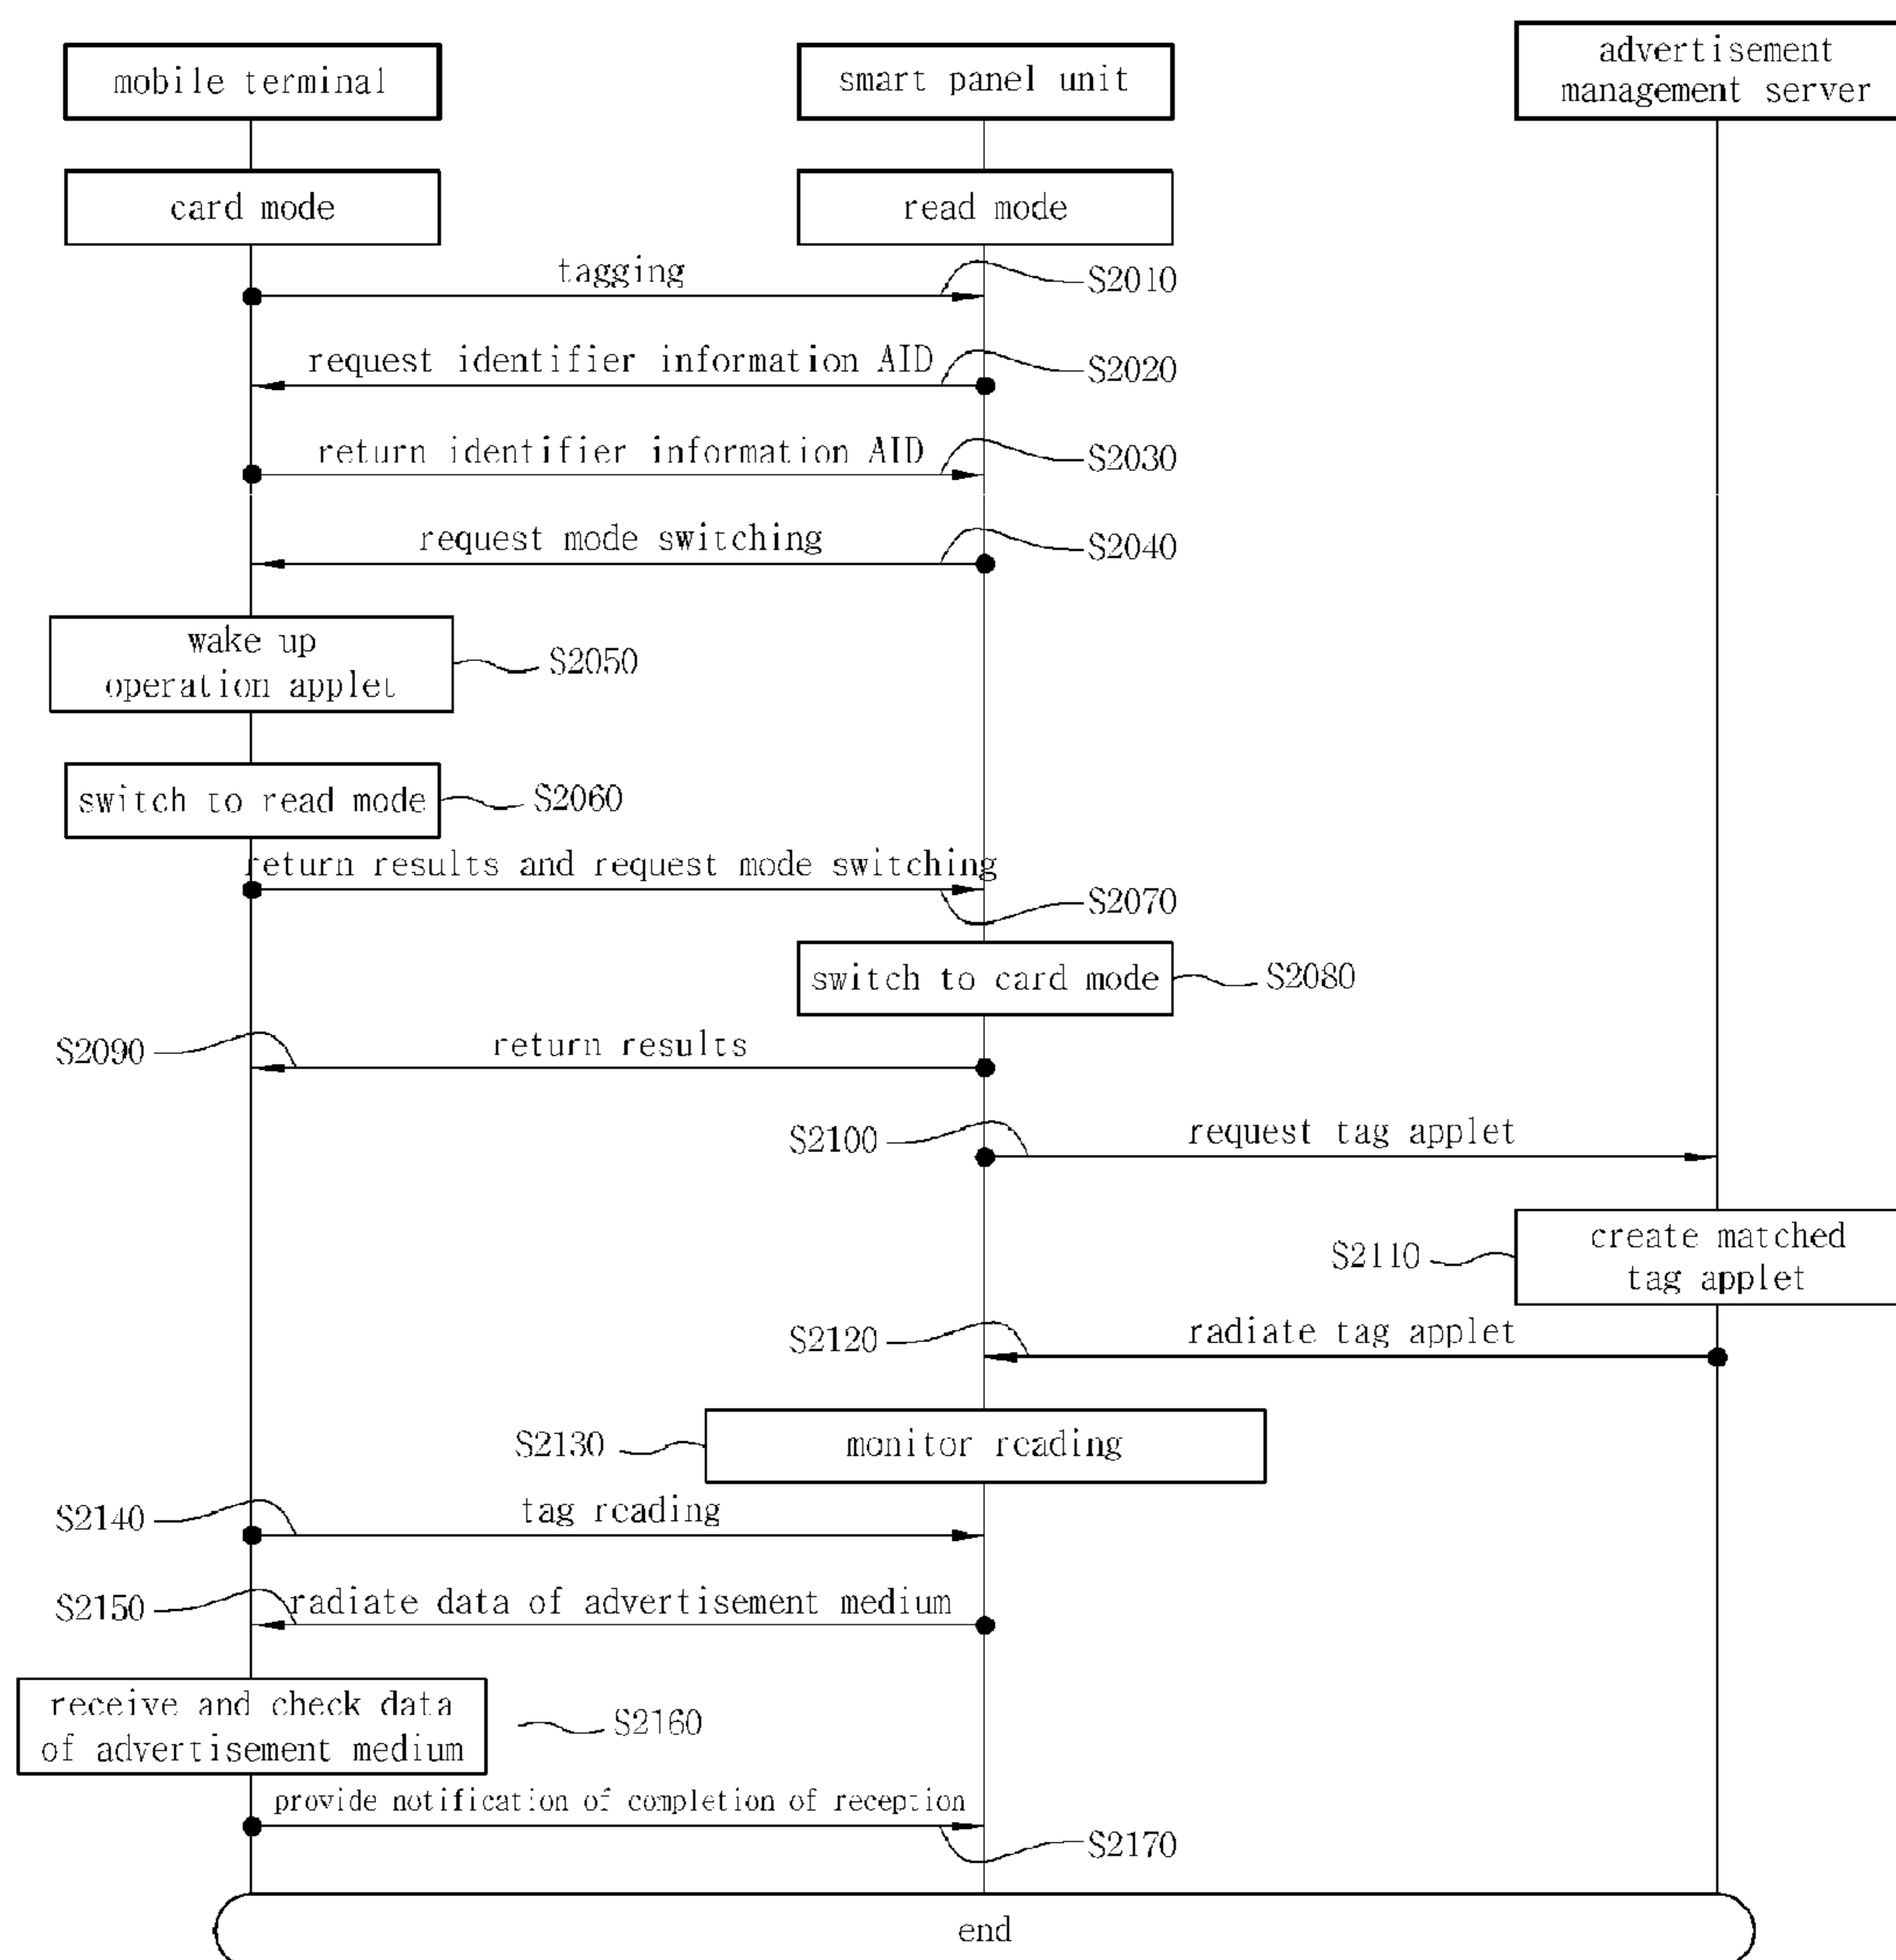 mobile terminal
smart panel unit
advertisement
management server
card mode
read mode
tagging
S2010
request identifier information AID
S2020
return identifier information AID
S2030
request mode switching
S2040
wake up
operation applet
S2050
switch to read mode
S2060
return results and request mode switching
S2070
switch to card mode
S2080
S2090
return results
S2100
request tag applet
S2110
create matched
tag applet
S2120
radiate tag applet
S2130
monitor reading
S2140
tag reading
S2150
radiate data of advertisement medium
receive and check data
of advertisement medium
S2160
provide notification of completion of reception
S2170
end